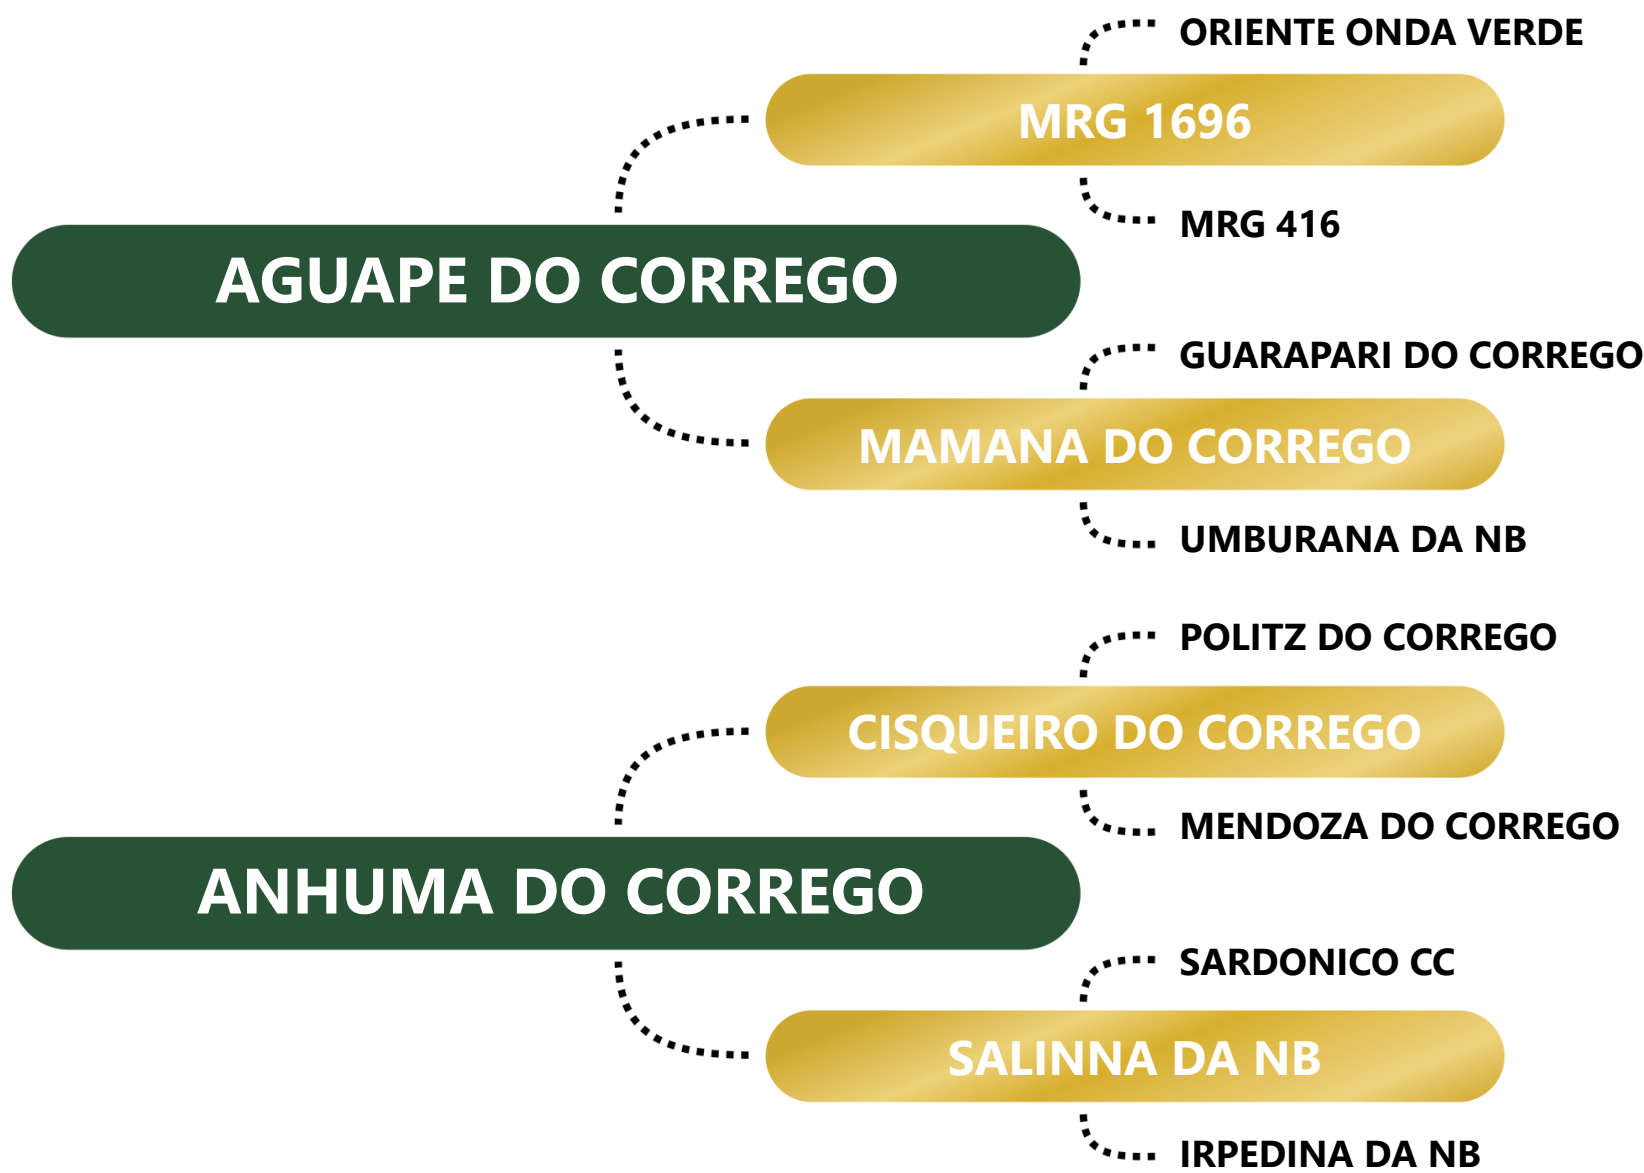 ORIENTE ONDA VERDE
MRG 1696
MRG 416
AGUAPE DO CORREGO
GUARAPARI DO CORREGO
MAMANA DO CORREGO
UMBURANA DA NB
POLITZ DO CORREGO
CISQUEIRO DO CORREGO
MENDOZA DO CORREGO
ANHUMA DO CORREGO
SARDONICO CC
SALINNA DA NB
IRPEDINA DA NB